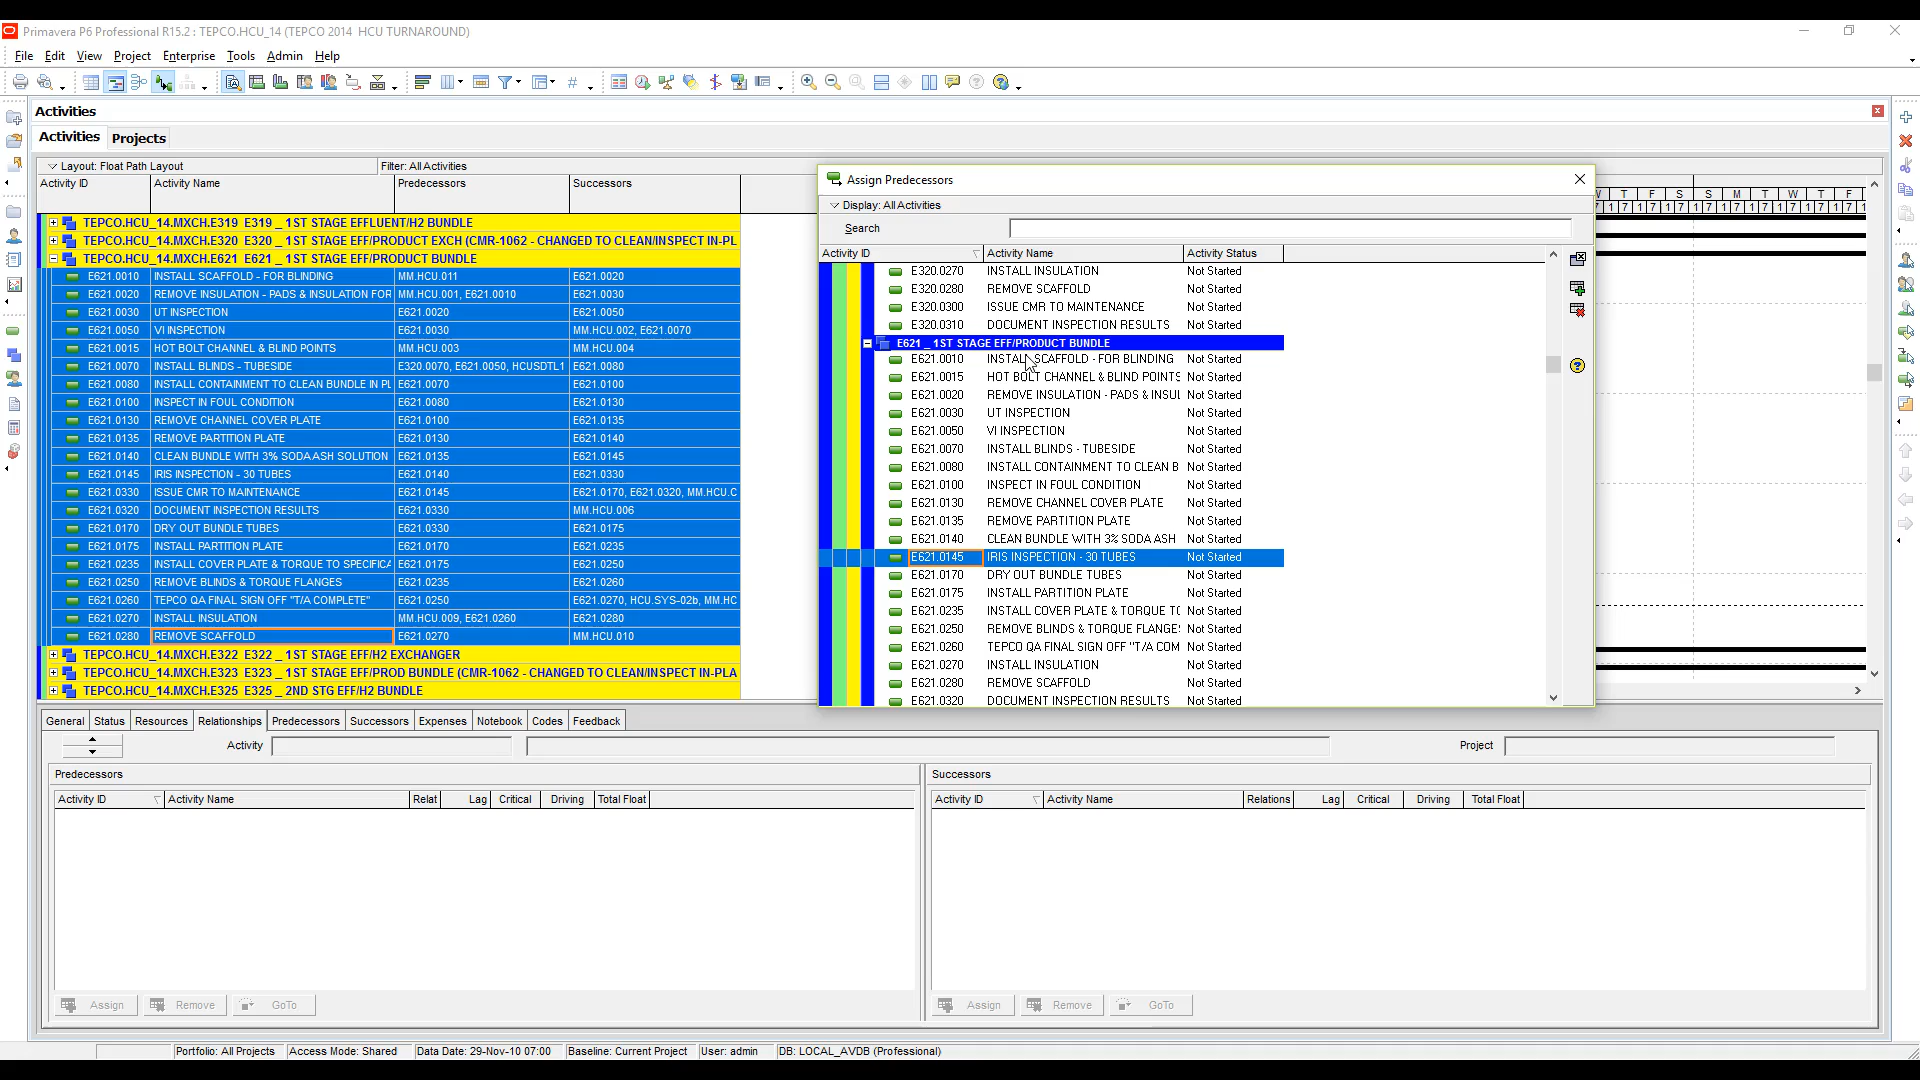 Primavera P6 Professional R15.2 : TEPCO.HCU_14 (TEPCO 2014  HCU TURNAROUND)
File Edit View Project Enterprise Tools Admin Help
Activities
Activities Projects
Layout: Float Path Layout Filter: All Activities
Activity ID Activity Name Predecessors Successors
TEPCO.HCU_14.MXCH.E319  E319 _ 1ST STAGE EFFLUENT/H2 BUNDLE
TEPCO.HCU_14.MXCH.E320  E320 _ 1ST STAGE EFF/PRODUCT EXCH (CMR-1062 - CHANGED TO CLEAN/INSPECT IN-PL
TEPCO.HCU_14.MXCH.E621  E621 _ 1ST STAGE EFF/PRODUCT BUNDLE
E621.0010 INSTALL SCAFFOLD - FOR BLINDING MM.HCU.011 E621.0020
E621.0020 REMOVE INSULATION - PADS & INSULATION FOR MM.HCU.001, E621.0010 E621.0030
E621.0030 UT INSPECTION E621.0020 E621.0050
E621.0050 VI INSPECTION E621.0030 MM.HCU.002, E621.0070
E621.0015 HOT BOLT CHANNEL & BLIND POINTS MM.HCU.003 MM.HCU.004
E621.0070 INSTALL BLINDS - TUBESIDE E320.0070, E621.0050, HCUSDTL1 E621.0080
E621.0080 INSTALL CONTAINMENT TO CLEAN BUNDLE IN PL E621.0070 E621.0100
E621.0100 INSPECT IN FOUL CONDITION E621.0080 E621.0130
E621.0130 REMOVE CHANNEL COVER PLATE E621.0100 E621.0135
E621.0135 REMOVE PARTITION PLATE E621.0130 E621.0140
E621.0140 CLEAN BUNDLE WITH 3% SODA ASH SOLUTION E621.0135 E621.0145
E621.0145 IRIS INSPECTION - 30 TUBES E621.0140 E621.0330
E621.0330 ISSUE CMR TO MAINTENANCE E621.0145 E621.0170, E621.0320, MM.HCU.C
E621.0320 DOCUMENT INSPECTION RESULTS E621.0330 MM.HCU.006
E621.0170 DRY OUT BUNDLE TUBES E621.0330 E621.0175
E621.0175 INSTALL PARTITION PLATE E621.0170 E621.0235
E621.0235 INSTALL COVER PLATE & TORQUE TO SPECIFICA E621.0175 E621.0250
E621.0250 REMOVE BLINDS & TORQUE FLANGES E621.0235 E621.0260
E621.0260 TEPCO QA FINAL SIGN OFF "T/A COMPLETE" E621.0250 E621.0270, HCU.SYS-02b, MM.HC
E621.0270 INSTALL INSULATION MM.HCU.009, E621.0260 E621.0280
E621.0280 REMOVE SCAFFOLD E621.0270 MM.HCU.010
TEPCO.HCU_14.MXCH.E322  E322 _ 1ST STAGE EFF/H2 EXCHANGER
TEPCO.HCU_14.MXCH.E323  E323 _ 1ST STAGE EFF/PROD BUNDLE (CMR-1062 - CHANGED TO CLEAN/INSPECT IN-PLA
TEPCO.HCU_14.MXCH.E325  E325 _ 2ND STG EFF/H2 BUNDLE
Assign Predecessors
Display: All Activities
Search
Activity ID Activity Name Activity Status
E320.0270 INSTALL INSULATION Not Started
E320.0280 REMOVE SCAFFOLD Not Started
E320.0300 ISSUE CMR TO MAINTENANCE Not Started
E320.0310 DOCUMENT INSPECTION RESULTS Not Started
E621 _ 1ST STAGE EFF/PRODUCT BUNDLE
E621.0010 INSTALL SCAFFOLD - FOR BLINDING Not Started
E621.0015 HOT BOLT CHANNEL & BLIND POINTS Not Started
E621.0020 REMOVE INSULATION - PADS & INSUL Not Started
E621.0030 UT INSPECTION Not Started
E621.0050 VI INSPECTION Not Started
E621.0070 INSTALL BLINDS - TUBESIDE Not Started
E621.0080 INSTALL CONTAINMENT TO CLEAN B Not Started
E621.0100 INSPECT IN FOUL CONDITION Not Started
E621.0130 REMOVE CHANNEL COVER PLATE Not Started
E621.0135 REMOVE PARTITION PLATE Not Started
E621.0140 CLEAN BUNDLE WITH 3% SODA ASH Not Started
E621.0145 IRIS INSPECTION - 30 TUBES Not Started
E621.0170 DRY OUT BUNDLE TUBES Not Started
E621.0175 INSTALL PARTITION PLATE Not Started
E621.0235 INSTALL COVER PLATE & TORQUE TO Not Started
E621.0250 REMOVE BLINDS & TORQUE FLANGES Not Started
E621.0260 TEPCO QA FINAL SIGN OFF "T/A COM Not Started
E621.0270 INSTALL INSULATION Not Started
E621.0280 REMOVE SCAFFOLD Not Started
E621.0320 DOCUMENT INSPECTION RESULTS Not Started
T F S S M T W T F
General Status Resources Relationships Predecessors Successors Expenses Notebook Codes Feedback
Activity Project
Predecessors Successors
Activity ID Activity Name Relat Lag Critical Driving Total Float
Activity ID Activity Name Relations Lag Critical Driving Total Float
Assign Remove GoTo Assign Remove GoTo
Portfolio: All Projects Access Mode: Shared Data Date: 29-Nov-10 07:00 Baseline: Current Project User: admin DB: LOCAL_AVDB (Professional)